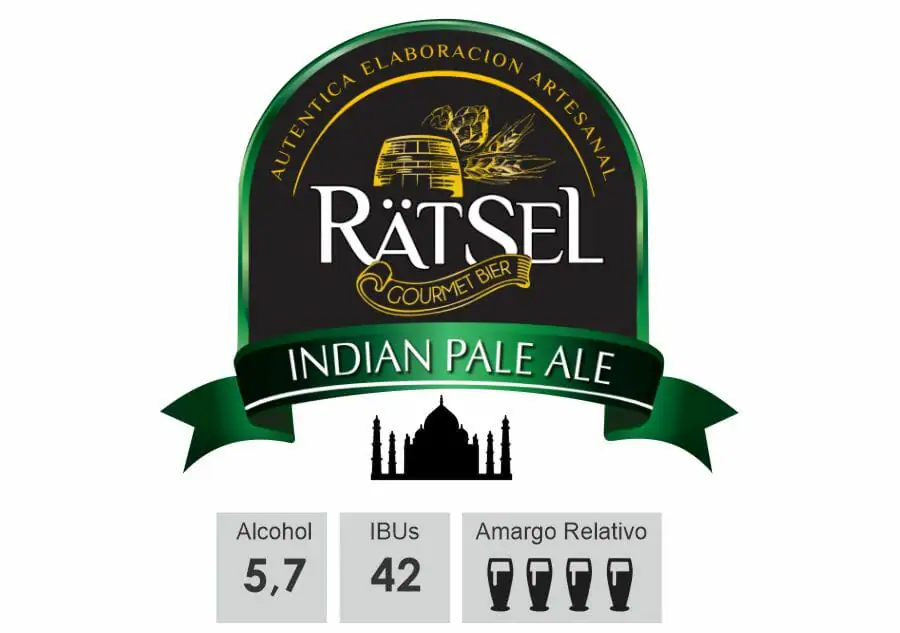 AUTENTICA ELABORACION ARTESANAL
RÄTSEL
GOURMET BIER
INDIAN PALE ALE
Alcohol
5,7
IBUs
42
Amargo Relativo